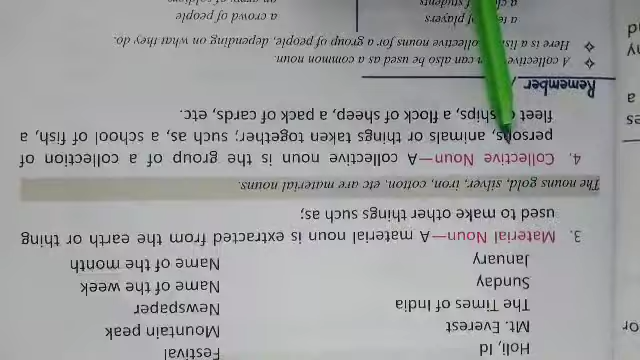 Holi, Id Festival
Mt. Everest Mountain peak
The Times of India Newspaper
Sunday Name of the week
January Name of the month
3. Material Noun—A material noun is extracted from the earth or thing
used to make other things such as;
The nouns gold, silver, iron, cotton, etc are material nouns.
4. Collective Noun—A collective noun is the group of a collection of
persons, animals or things taken together; such as, a school of fish, a
fleet ships, a flock of sheep, a pack of cards, etc.
Remember
A collective can also be used as a common noun.
Here is a list collective nouns for a group of people, depending on what they do.
a of players a crowd of people
a of students of